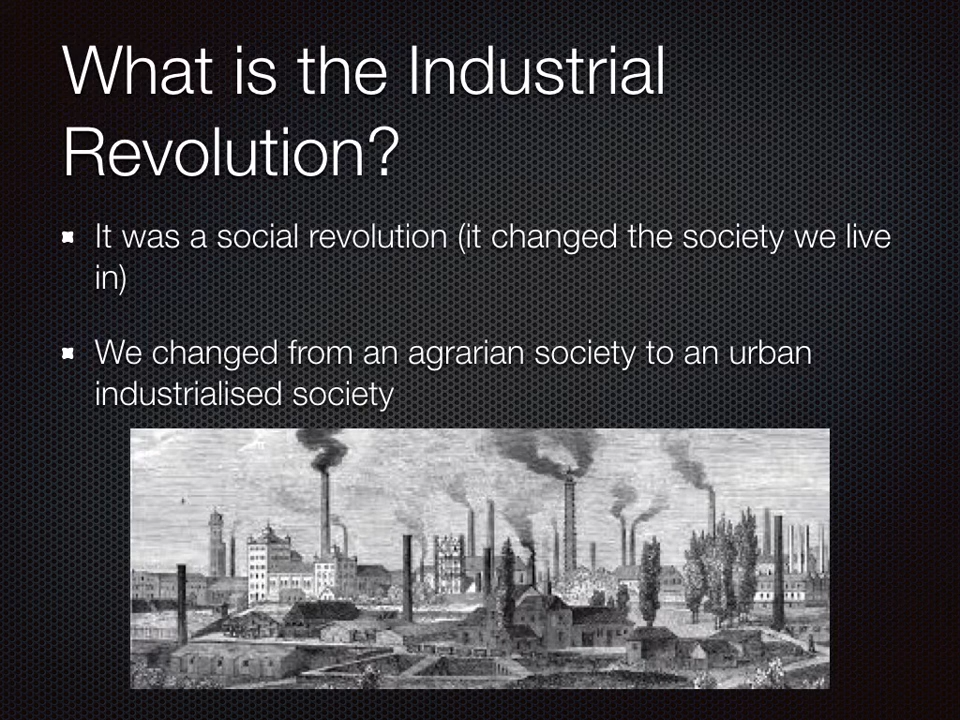 What is the Industrial
Revolution?
It was a social revolution (it changed the society we live
in)
We changed from an agrarian society to an urban
industrialised society